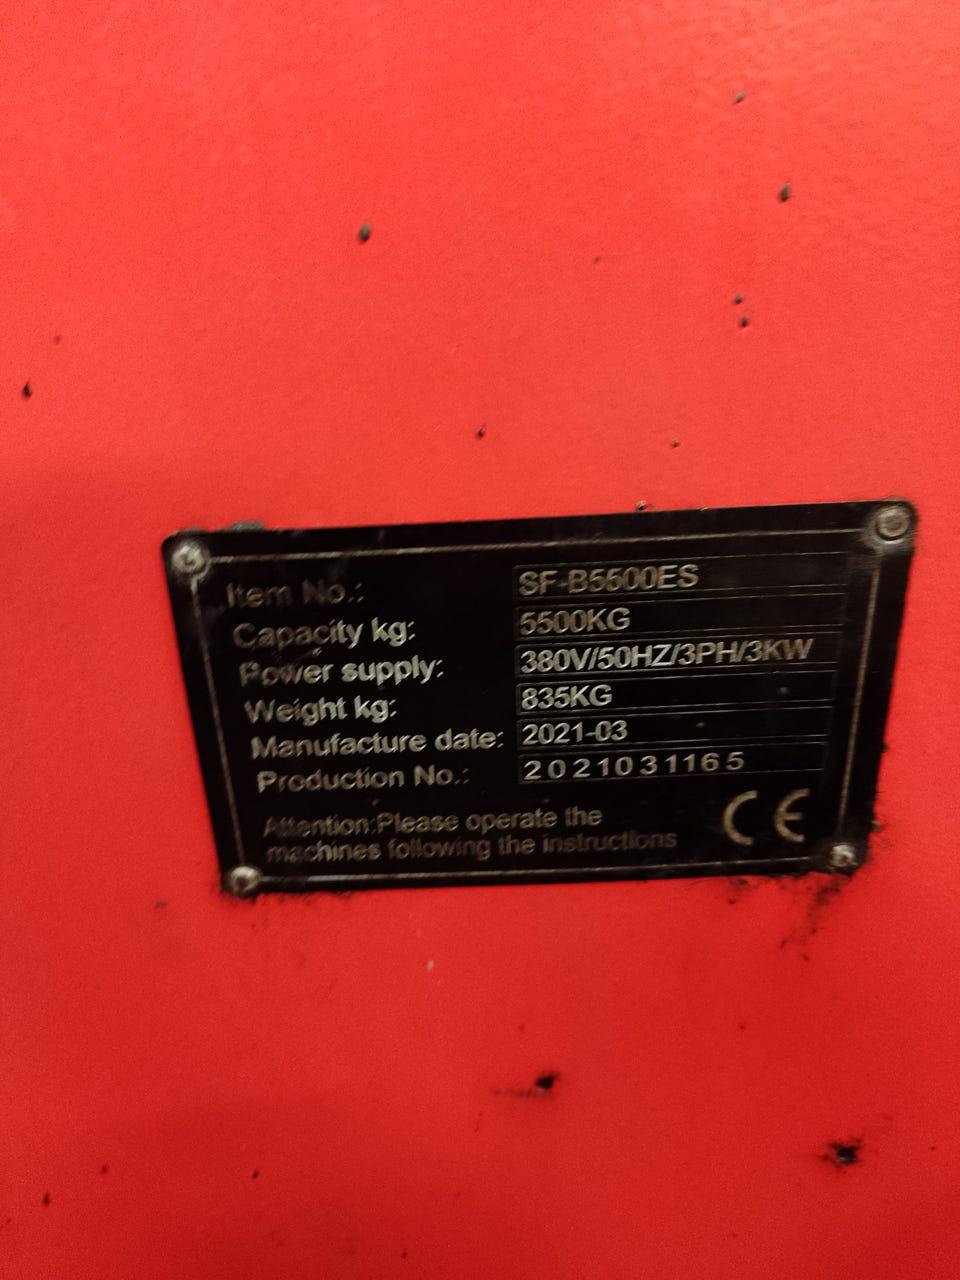 Item No.: SF-B5500ES
Capacity kg: 5500KG
Power supply: 380V/50HZ/3PH/3KW
Weight kg: 835KG
Manufacture date: 2021-03
Production No.: 2021031165
Attention:Please operate the
machines following the instructions
CE